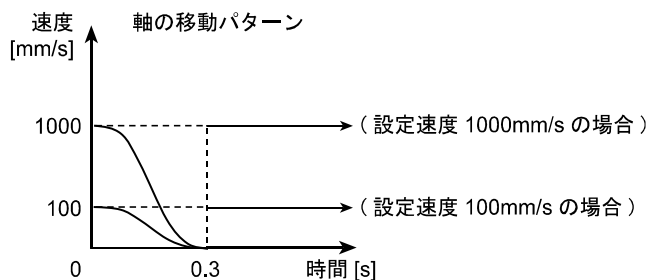 速度
[mm/s]
軸の移動パターン
1000
(設定速度 1000mm/s の場合)
100
(設定速度 100mm/s の場合)
0
0.3
時間 [s]